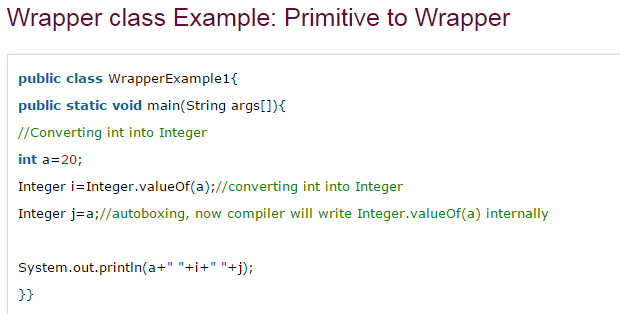 Wrapper class Example: Primitive to Wrapper
public class WrapperExample1{
public static void main(String args[]){
//Converting int into Integer
int a=20;
Integer i=Integer.valueOf(a);//converting int into Integer
Integer j=a;//autoboxing, now compiler will write Integer.valueOf(a) internally
System.out.println(a+" "+i+" "+j);
}}